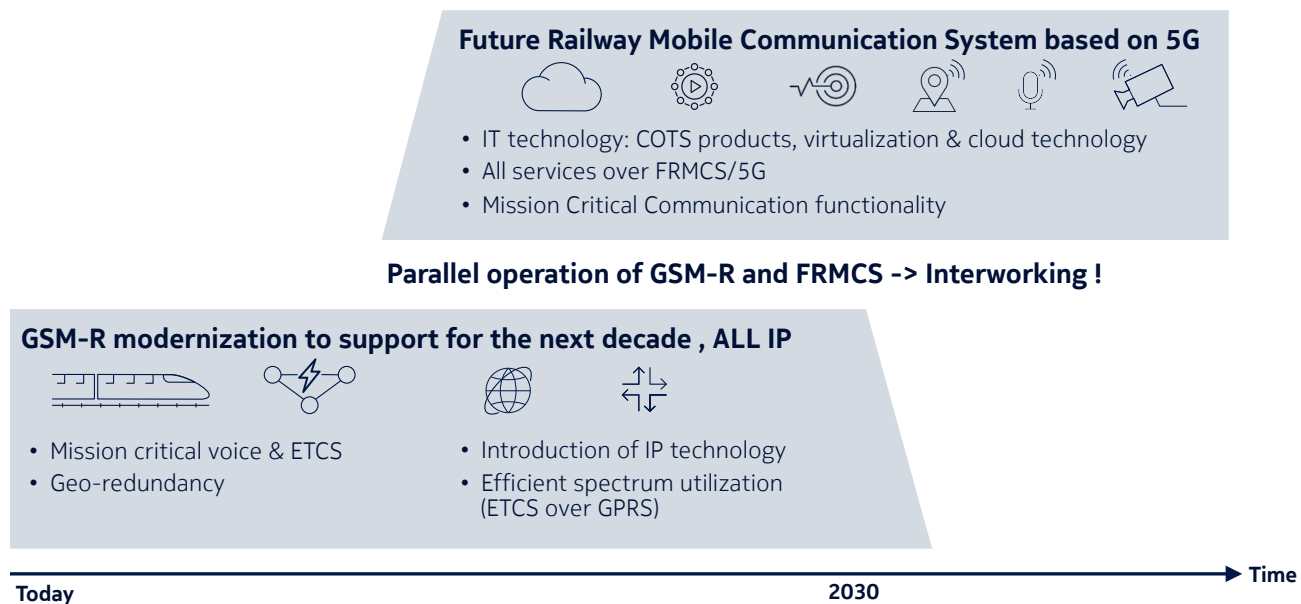 Future Railway Mobile Communication System based on 5G
• IT technology: COTS products, virtualization & cloud technology
• All services over FRMCS/5G
• Mission Critical Communication functionality
Parallel operation of GSM-R and FRMCS -> Interworking !
GSM-R modernization to support for the next decade , ALL IP
• Mission critical voice & ETCS
• Geo-redundancy
• Introduction of IP technology
• Efficient spectrum utilization
(ETCS over GPRS)
Time
Today
2030